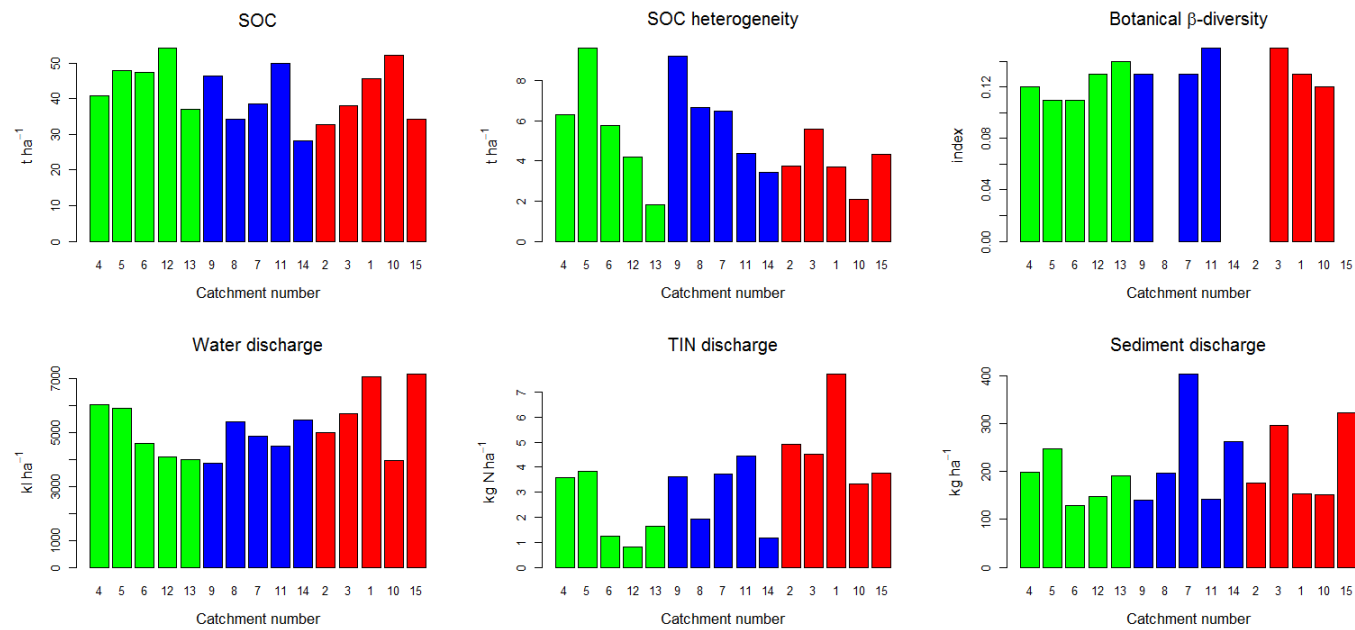 SOC
SOC heterogeneity
Botanical β-diversity
t ha⁻¹
0 10 20 30 40 50
4 5 6 12 13 9 8 7 11 14 2 3 1 10 15
Catchment number
t ha⁻¹
0 2 4 6 8
4 5 6 12 13 9 8 7 11 14 2 3 1 10 15
Catchment number
index
0.00 0.04 0.08 0.12
4 5 6 12 13 9 8 7 11 14 2 3 1 10 15
Catchment number
Water discharge
TIN discharge
Sediment discharge
kl ha⁻¹
0 1000 3000 5000 7000
4 5 6 12 13 9 8 7 11 14 2 3 1 10 15
Catchment number
kg N ha⁻¹
0 1 2 3 4 5 6 7
4 5 6 12 13 9 8 7 11 14 2 3 1 10 15
Catchment number
kg ha⁻¹
0 100 200 300 400
4 5 6 12 13 9 8 7 11 14 2 3 1 10 15
Catchment number